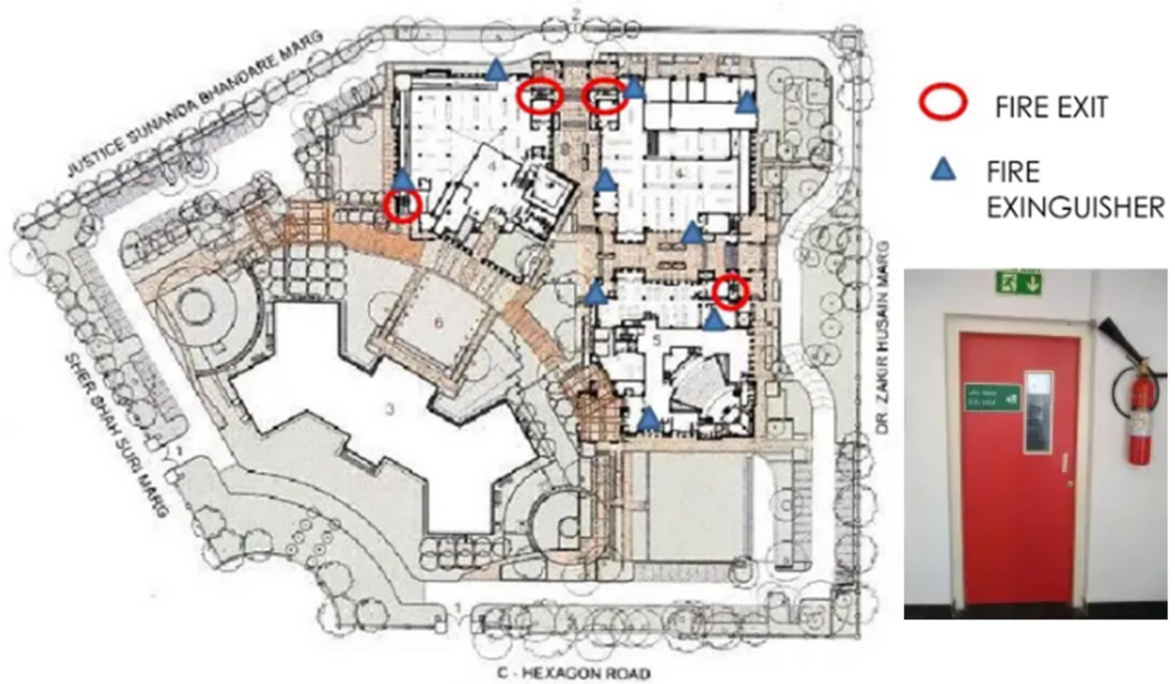 2
JUSTICE SUNANDA BHANDARE MARG
4
4
6
5
3
1
1
SHER SHAH SURI MARG
DR. ZAKIR HUSAIN MARG
C - HEXAGON ROAD
FIRE EXIT
FIRE
EXINGUISHER